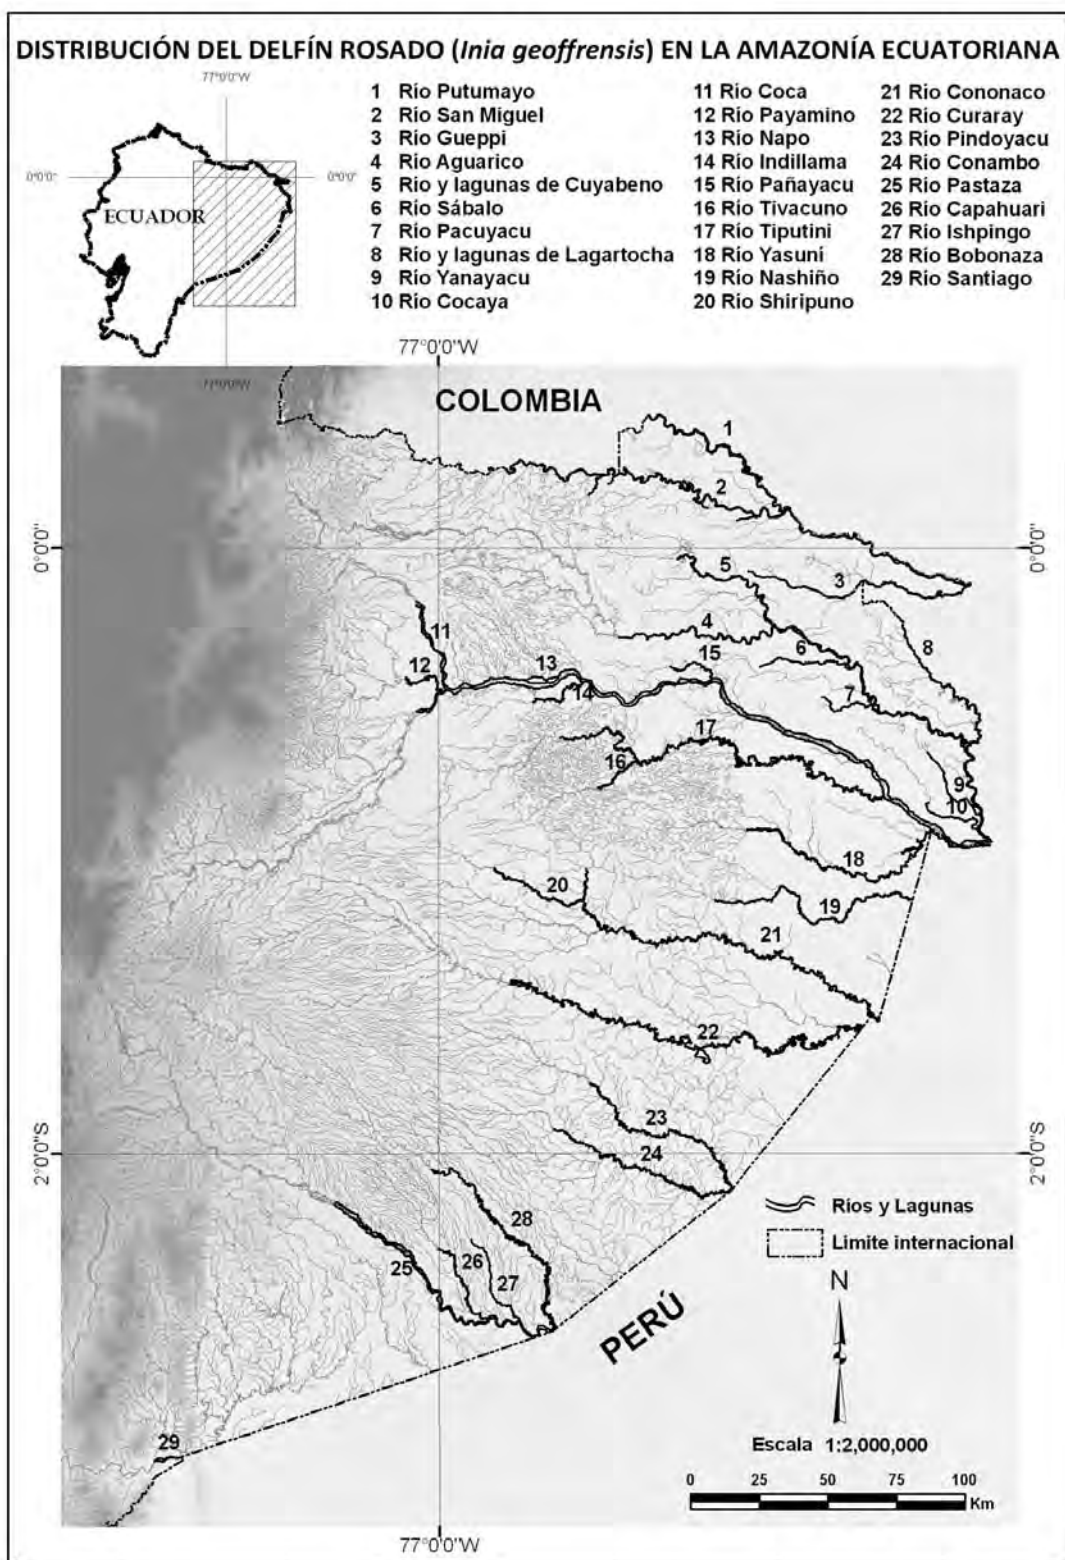 DISTRIBUCIÓN DEL DELFÍN ROSADO (Inia geoffrensis) EN LA AMAZONÍA ECUATORIANA
77°0'0"W
0°0'0"
0°0'0"
ECUADOR
77°0'0"W
1 Río Putumayo
2 Río San Miguel
3 Río Gueppi
4 Río Aguarico
5 Río y lagunas de Cuyabeno
6 Río Sábalo
7 Río Pacuyacu
8 Río y lagunas de Lagartocha
9 Río Yanayacu
10 Río Cocaya
11 Río Coca
12 Río Payamino
13 Río Napo
14 Río Indillama
15 Río Pañayacu
16 Río Tivacuno
17 Río Tiputini
18 Río Yasuní
19 Río Nashiño
20 Río Shiripuno
21 Río Cononaco
22 Río Curaray
23 Río Pindoyacu
24 Río Conambo
25 Río Pastaza
26 Río Capahuari
27 Río Ishpingo
28 Río Bobonaza
29 Río Santiago
77°0'0"W
COLOMBIA
1
2
0°0'0"
0°0'0"
5
3
4
11
15
6
8
12
13
14
7
17
16
9
10
18
20
19
21
22
23
24
2°0'0"S
2°0'0"S
28
26
25
27
29
Ríos y Lagunas
Limite internacional
N
PERÚ
Escala 1:2,000,000
0 25 50 75 100
Km
77°0'0"W